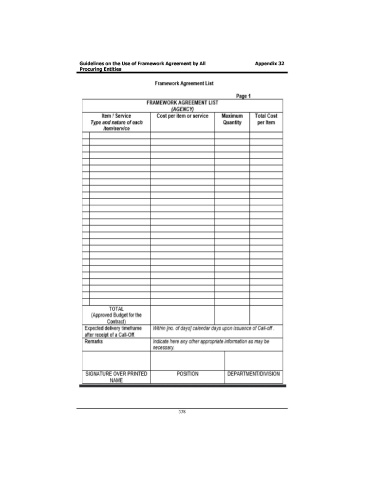 Guidelines on the Use of Framework Agreement by All Appendix 32
Procuring Entities
Framework Agreement List
Page 1
FRAMEWORK AGREEMENT LIST
(AGENCY)
Item / Service Cost per item or service Maximum Total Cost
Type and nature of each Quantity per Item
item/service
TOTAL
(Approved Budget for the
Contract)
Expected delivery timeframe Within [no. of days] calendar days upon issuance of Call-off.
after receipt of a Call-Off
Remarks Indicate here any other appropriate information as may be
necessary.
SIGNATURE OVER PRINTED POSITION DEPARTMENT/DIVISION
NAME